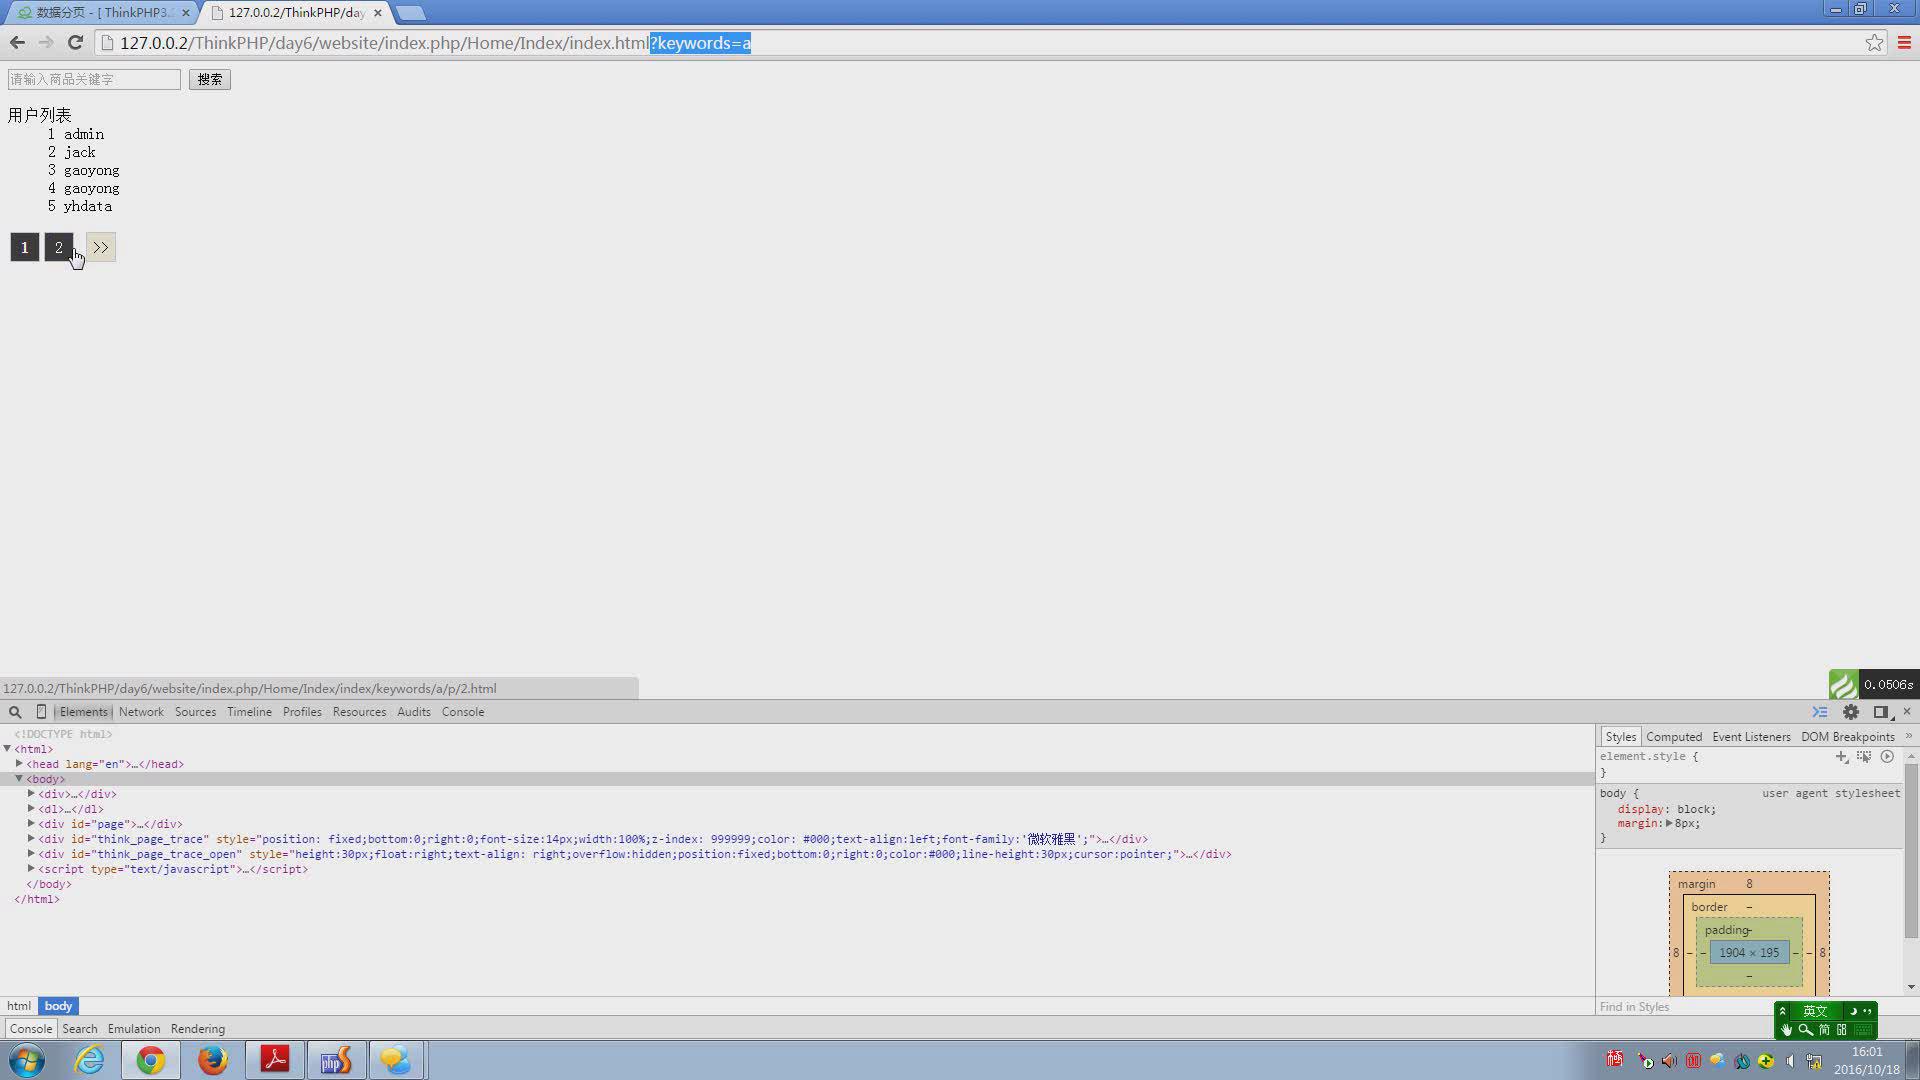 数据分页 - [ ThinkPHP3.
127.0.0.2/ThinkPHP/day
127.0.0.2/ThinkPHP/day6/website/index.php/Home/Index/index.html?keywords=a
请输入商品关键字 搜索
用户列表
1 admin
2 jack
3 gaoyong
4 gaoyong
5 yhdata
1 2 >>
127.0.0.2/ThinkPHP/day6/website/index.php/Home/Index/index/keywords/a/p/2.html
0.0506s
Elements Network Sources Timeline Profiles Resources Audits Console
<!DOCTYPE html>
<html>
<head lang="en">…</head>
<body>
<div>…</div>
<dl>…</dl>
<div id="page">…</div>
<div id="think_page_trace" style="position: fixed;bottom:0;right:0;font-size:14px;width:100%;z-index: 999999;color: #000;text-align:left;font-family:'微软雅黑';">…</div>
<div id="think_page_trace_open" style="height:30px;float:right;text-align: right;overflow:hidden;position:fixed;bottom:0;right:0;color:#000;line-height:30px;cursor:pointer;">…</div>
<script type="text/javascript">…</script>
</body>
</html>
Styles Computed Event Listeners DOM Breakpoints »
element.style {
}
body { user agent stylesheet
display: block;
margin: 8px;
}
margin 8
border –
padding –
8 – – 1904 × 195 – – 8
–
html body
Find in Styles
Console Search Emulation Rendering
英文
简
php
16:01
2016/10/18